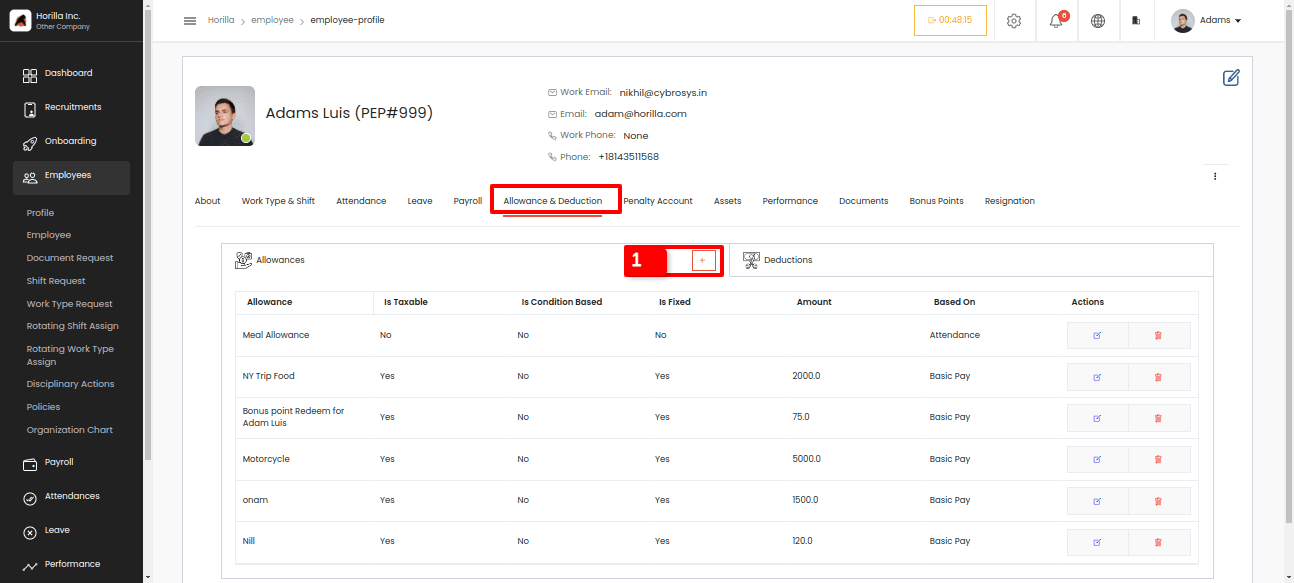 Horilla Inc.
Other Company
Dashboard
Recruitments
Onboarding
Employees
Profile
Employee
Document Request
Shift Request
Work Type Request
Rotating Shift Assign
Rotating Work Type
Assign
Disciplinary Actions
Policies
Organization Chart
Payroll
Attendances
Leave
Performance
Horilla > employee > employee-profile
00:48:15
6
Adams
Adams Luis (PEP#999)
Work Email: nikhil@cybrosys.in
Email: adam@horilla.com
Work Phone: None
Phone: +18143511568
About Work Type & Shift Attendance Leave Payroll Allowance & Deduction Penalty Account Assets Performance Documents Bonus Points Resignation
Allowances 1 + Deductions
Allowance Is Taxable Is Condition Based Is Fixed Amount Based On Actions
Meal Allowance No No No Attendance
NY Trip Food Yes No Yes 2000.0 Basic Pay
Bonus point Redeem for
Adam Luis Yes No Yes 75.0 Basic Pay
Motorcycle Yes No Yes 5000.0 Basic Pay
onam Yes No Yes 1500.0 Basic Pay
Nill Yes No Yes 120.0 Basic Pay